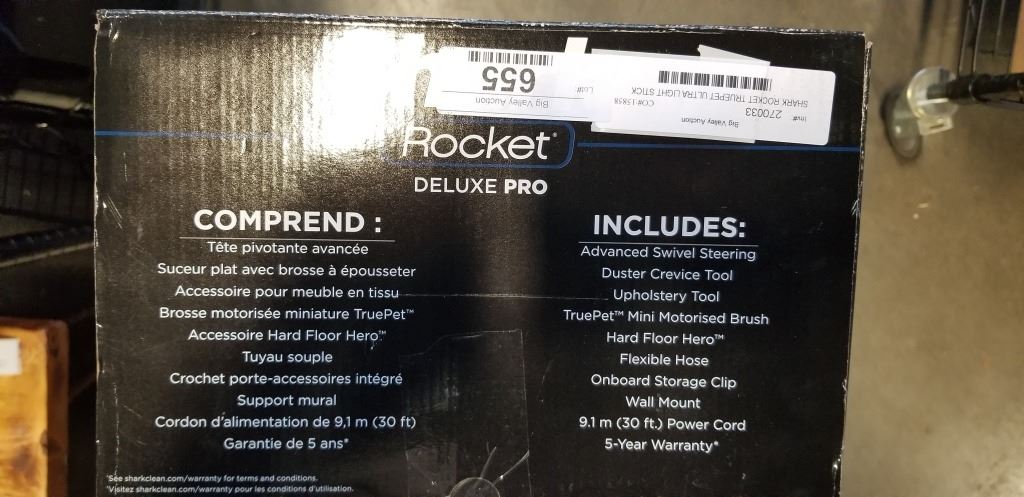 Big Valley Auction
Lot#
655
Inv#
270033
CO#:15858
Big Valley Auction
SHARK ROCKET TRUEPET ULTRA LIGHT STICK
Rocket®
DELUXE PRO
COMPREND :
Tête pivotante avancée
Suceur plat avec brosse à épousseter
Accessoire pour meuble en tissu
Brosse motorisée miniature TruePet™
Accessoire Hard Floor Hero™
Tuyau souple
Crochet porte-accessoires intégré
Support mural
Cordon d'alimentation de 9,1 m (30 ft)
Garantie de 5 ans*
INCLUDES:
Advanced Swivel Steering
Duster Crevice Tool
Upholstery Tool
TruePet™ Mini Motorised Brush
Hard Floor Hero™
Flexible Hose
Onboard Storage Clip
Wall Mount
9.1 m (30 ft.) Power Cord
5-Year Warranty*
*See sharkclean.com/warranty for terms and conditions.
*Visitez sharkclean.com/warranty pour les conditions d'utilisation.